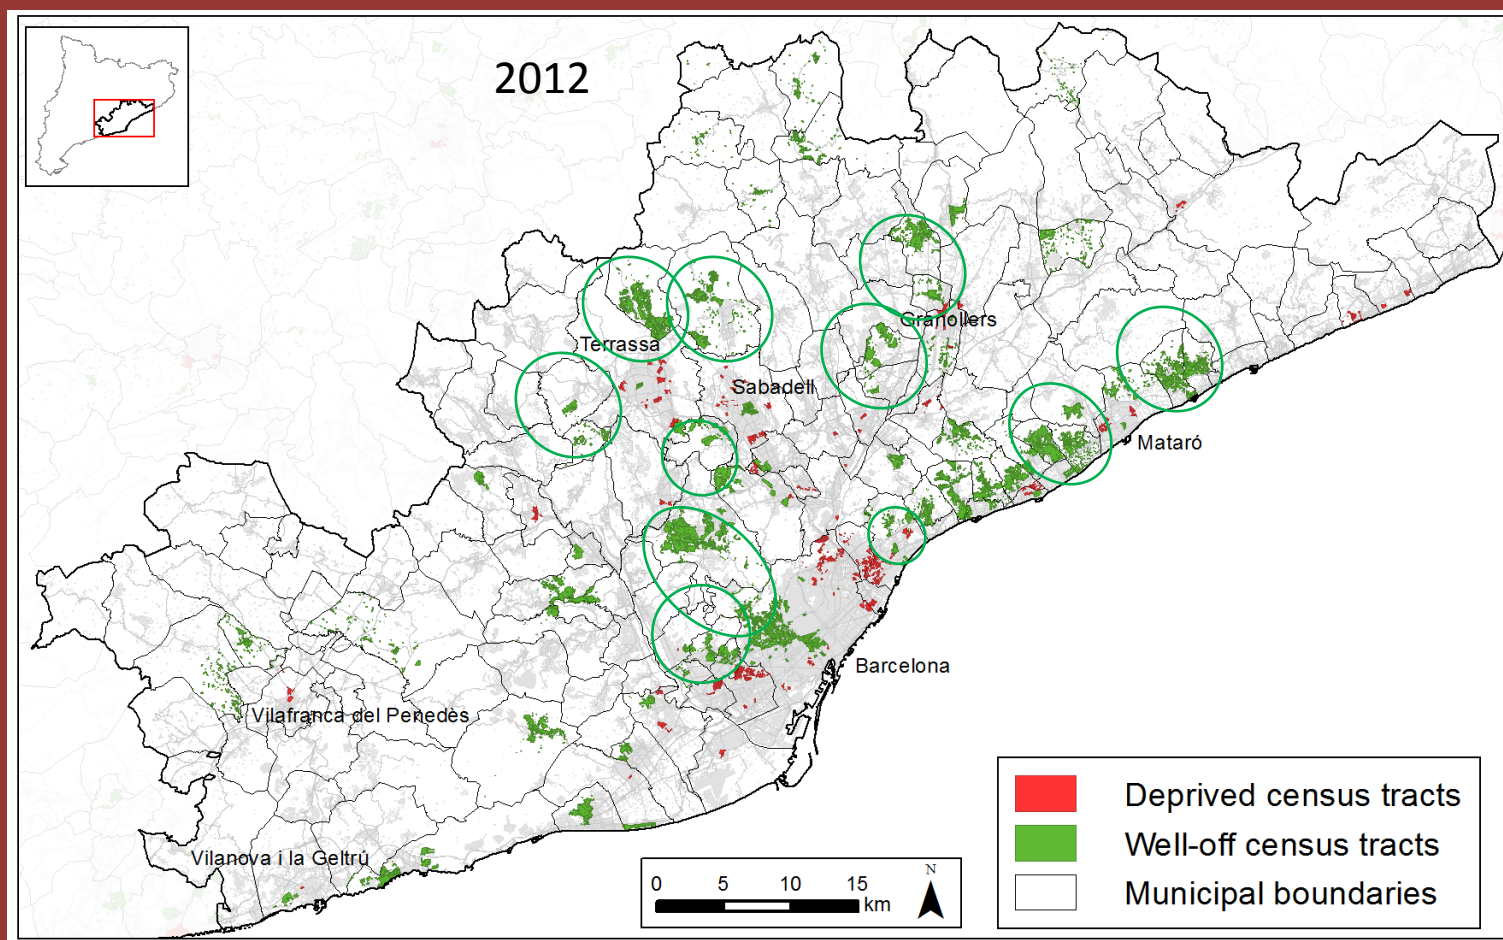 2012
Granollers
Terrassa
Sabadell
Mataró
Barcelona
Vilafranca del Penedès
Vilanova i la Geltrú
Deprived census tracts
Well-off census tracts
Municipal boundaries
0 5 10 15
km
N